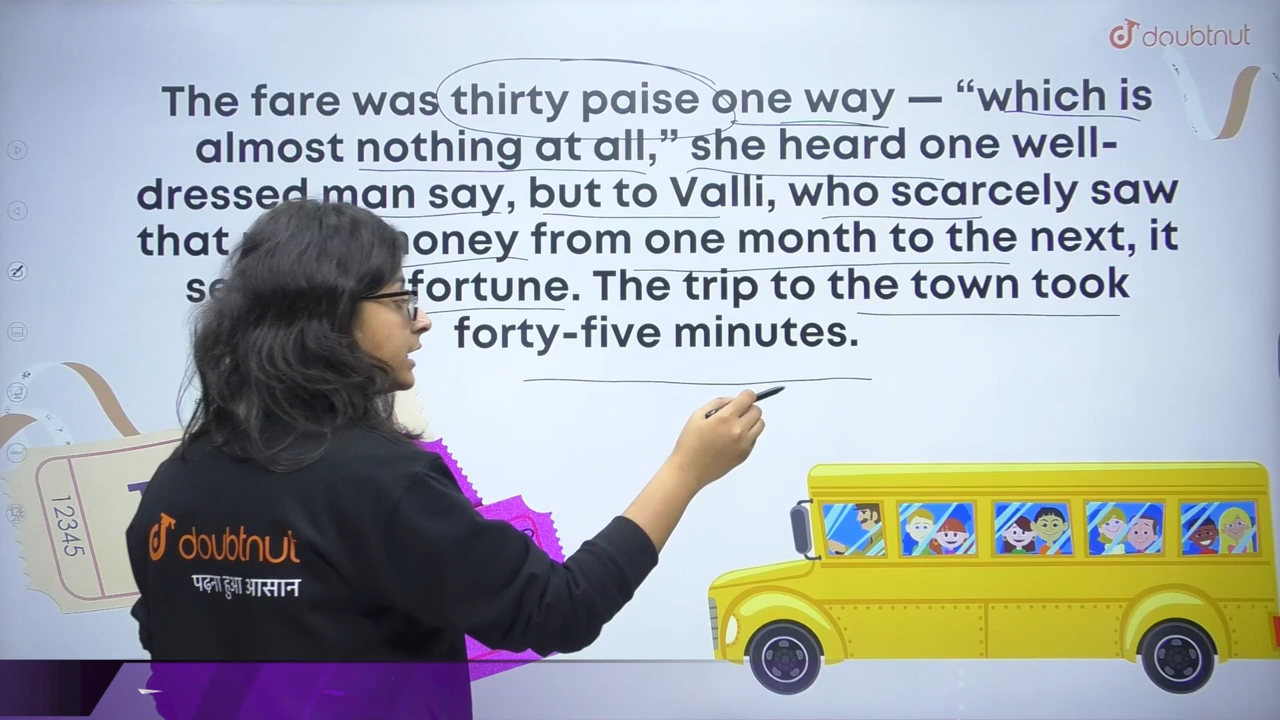 doubtnut
The fare was thirty paise one way — “which is
almost nothing at all,” she heard one well-
dressed man say, but to Valli, who scarcely saw
that money from one month to the next, it
fortune. The trip to the town took
forty-five minutes.
12345
doubtnut
पढ़ना हुआ आसान